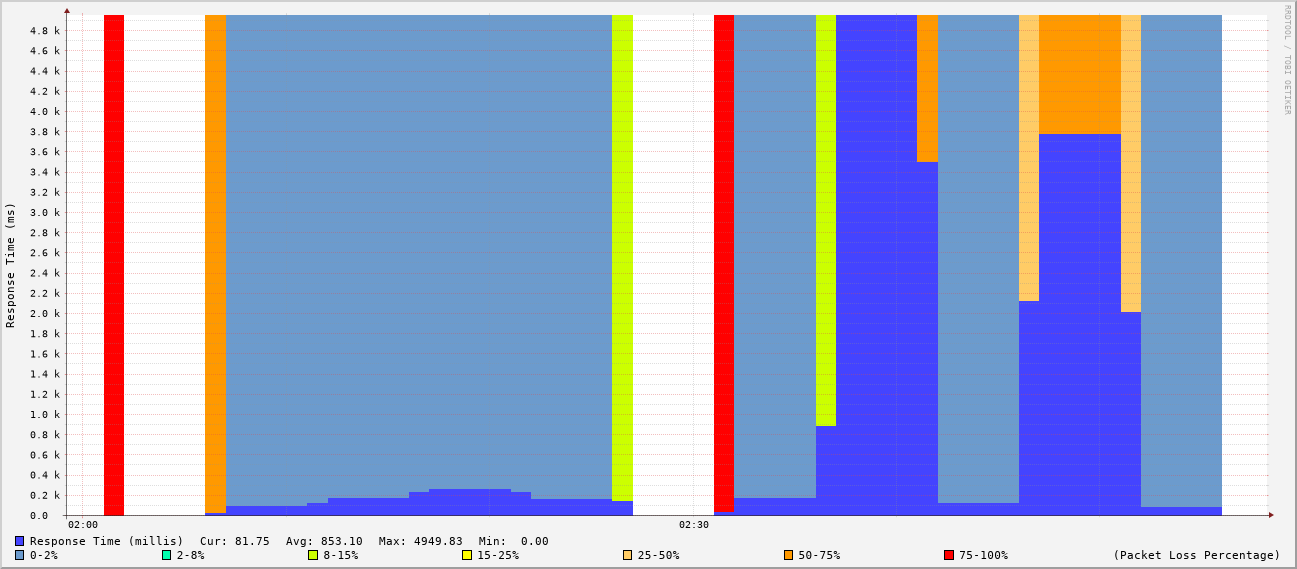 RRDTOOL / TOBI OETIKER
Response Time (ms)
4.8 k
4.6 k
4.4 k
4.2 k
4.0 k
3.8 k
3.6 k
3.4 k
3.2 k
3.0 k
2.8 k
2.6 k
2.4 k
2.2 k
2.0 k
1.8 k
1.6 k
1.4 k
1.2 k
1.0 k
0.8 k
0.6 k
0.4 k
0.2 k
0.0
02:00 02:30
Response Time (millis) Cur: 81.75 Avg: 853.10 Max: 4949.83 Min: 0.00
0-2% 2-8% 8-15% 15-25% 25-50% 50-75% 75-100% (Packet Loss Percentage)